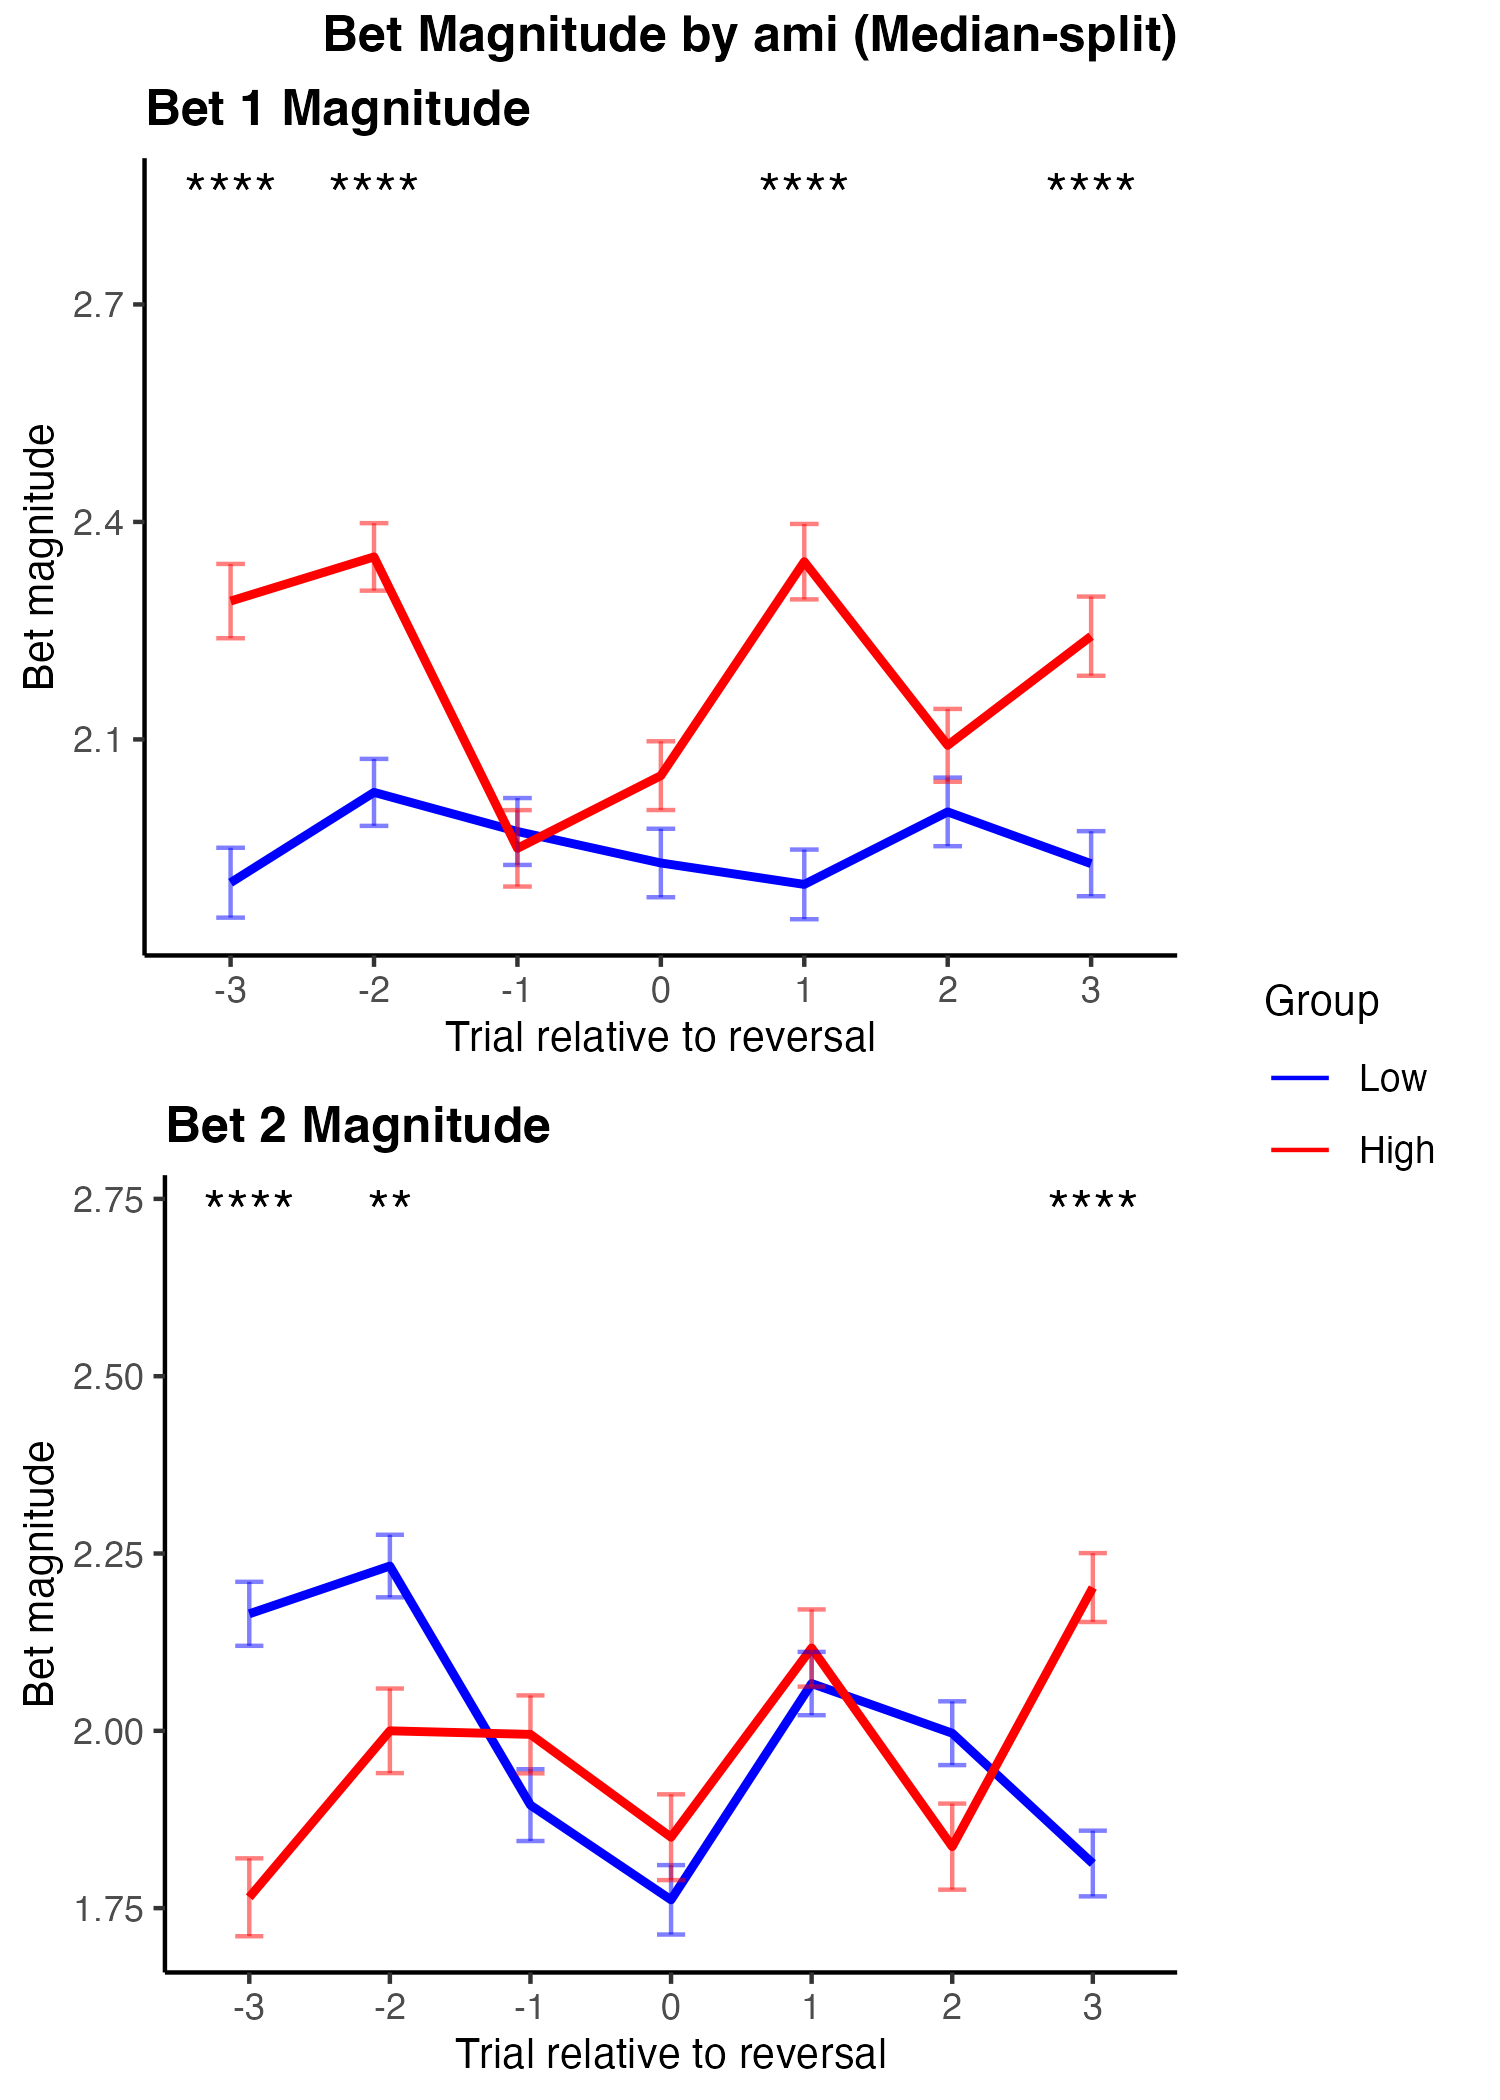 Bet Magnitude by ami (Median-split)
Bet 1 Magnitude
**** **** **** ****
2.7
2.4
2.1
Bet magnitude
-3 -2 -1 0 1 2 3
Trial relative to reversal
Group
Low
High
Bet 2 Magnitude
**** ** ****
2.75
2.50
2.25
2.00
1.75
Bet magnitude
-3 -2 -1 0 1 2 3
Trial relative to reversal